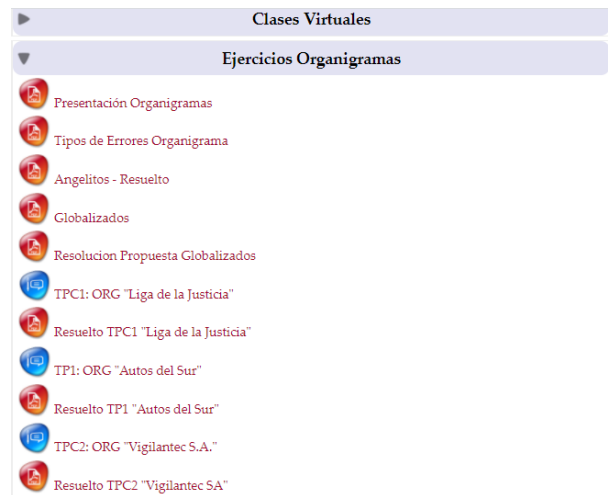 Clases Virtuales
Ejercicios Organigramas
Presentación Organigramas
Tipos de Errores Organigrama
Angelitos - Resuelto
Globalizados
Resolucion Propuesta Globalizados
TPC1: ORG "Liga de la Justicia"
Resuelto TPC1 "Liga de la Justicia"
TP1: ORG "Autos del Sur"
Resuelto TP1 "Autos del Sur"
TPC2: ORG "Vigilantec S.A."
Resuelto TPC2 "Vigilantec SA"